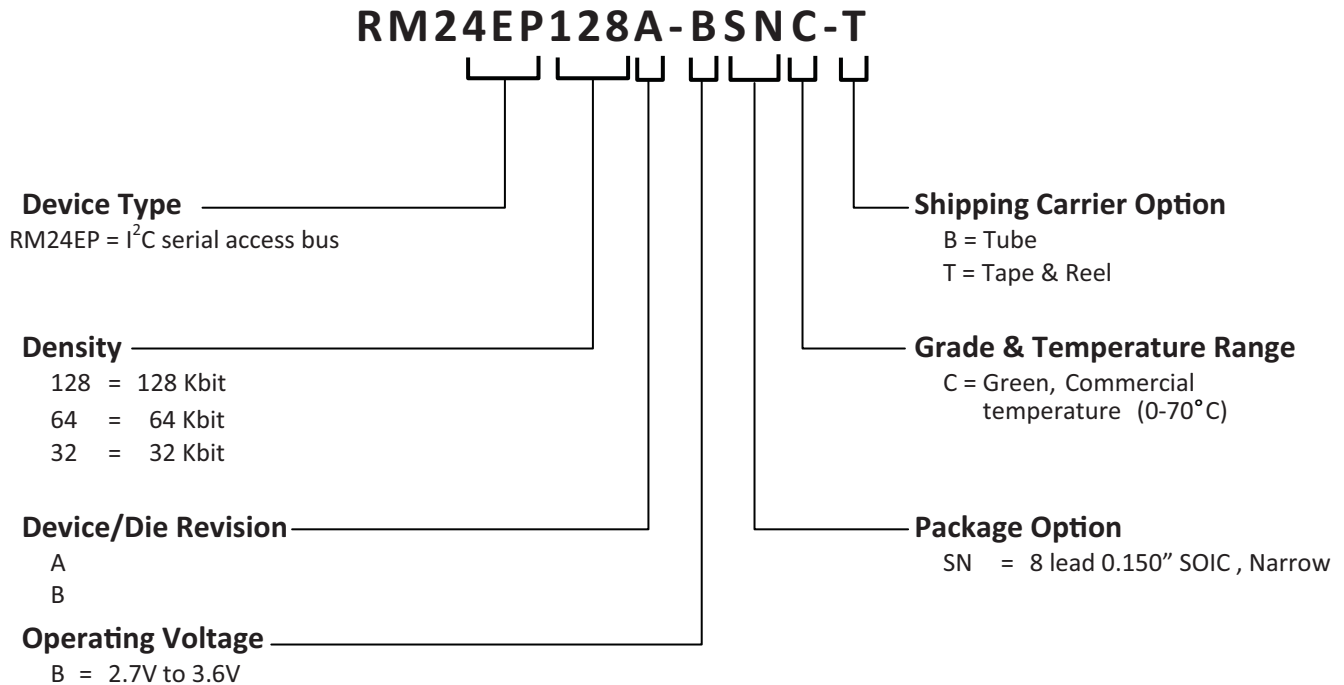 RM24EP128A-BSNC-T
Device Type
RM24EP = I²C serial access bus
Density
128 = 128 Kbit
64 = 64 Kbit
32 = 32 Kbit
Device/Die Revision
A
B
Operating Voltage
B = 2.7V to 3.6V
Shipping Carrier Option
B = Tube
T = Tape & Reel
Grade & Temperature Range
C = Green, Commercial
temperature (0-70°C)
Package Option
SN = 8 lead 0.150” SOIC , Narrow